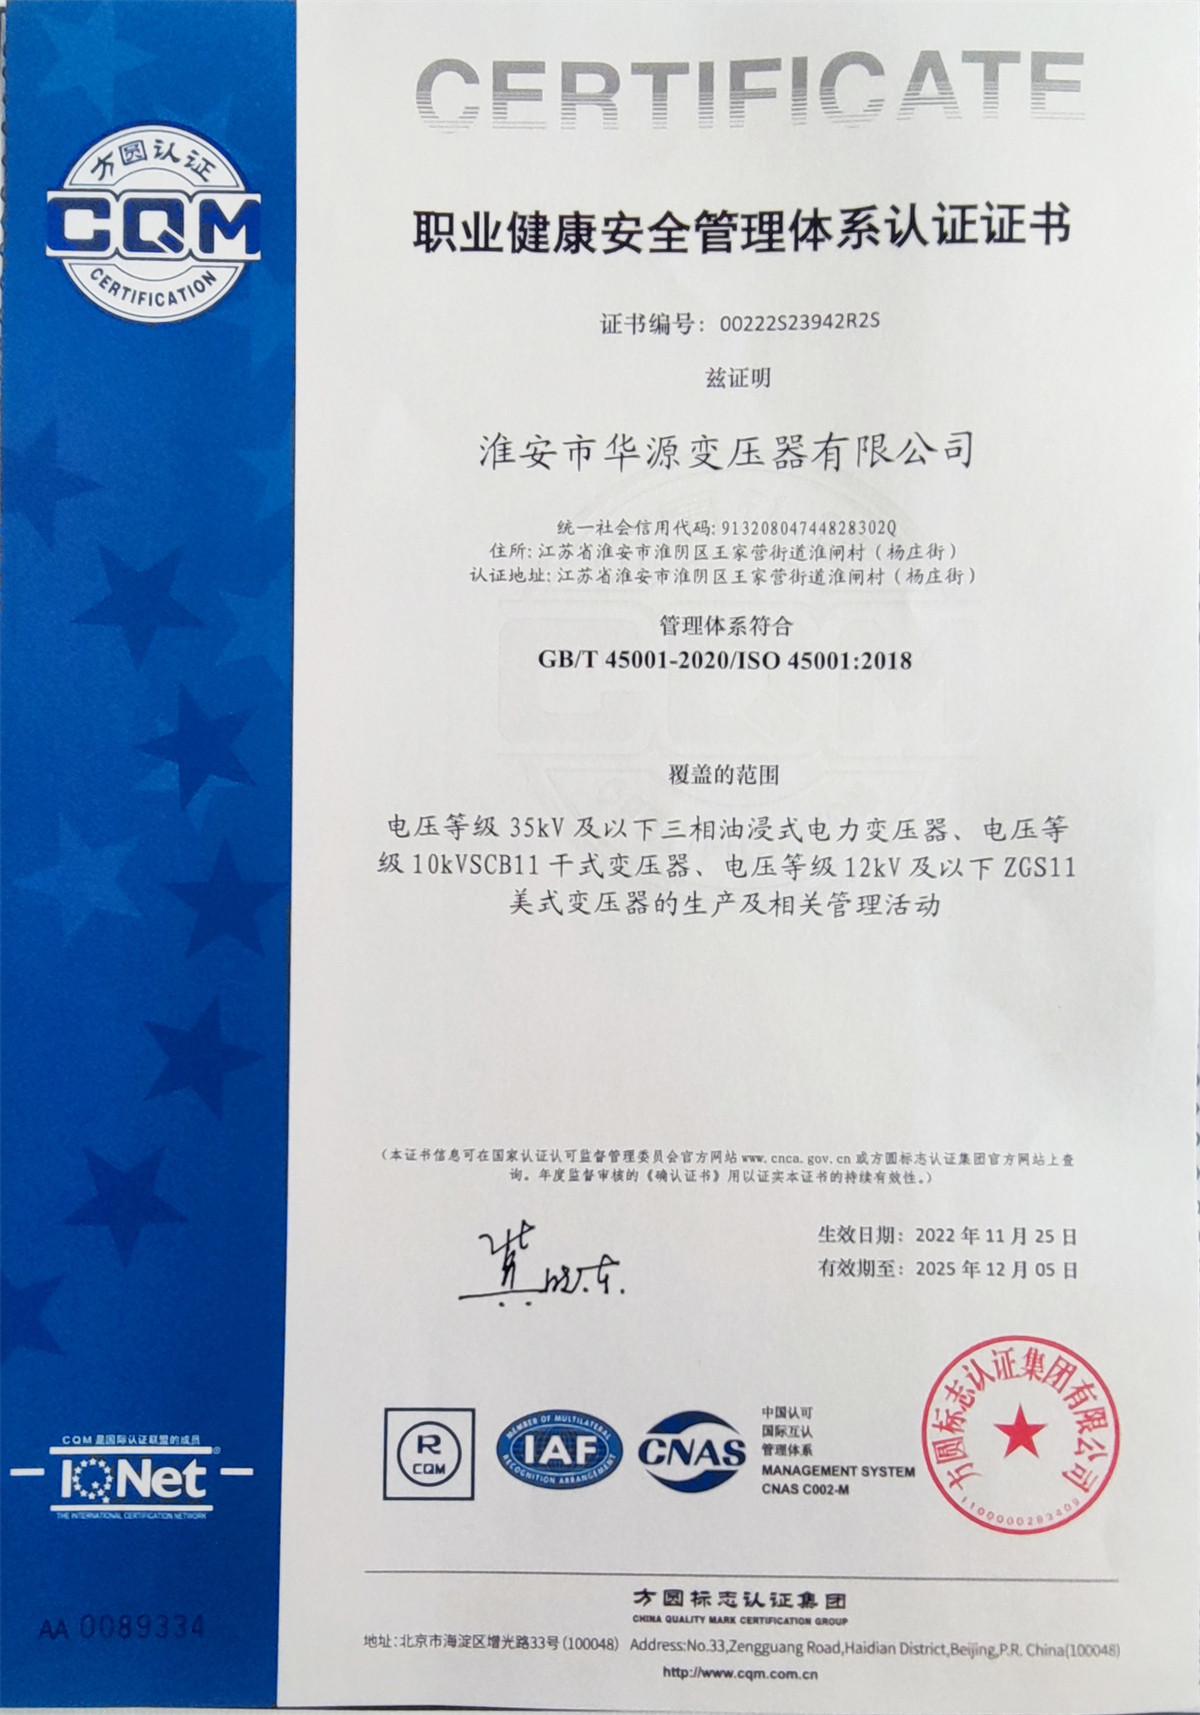 CERTIFICATE
方圆认证
CQM
CERTIFICATION
职业健康安全管理体系认证证书
证书编号：00222S23942R2S
兹证明
淮安市华源变压器有限公司
统一社会信用代码:91320804744828302Q
住所:江苏省淮安市淮阴区王家营街道淮闸村（杨庄街）
认证地址:江苏省淮安市淮阴区王家营街道淮闸村（杨庄街）
管理体系符合
GB/T 45001-2020/ISO 45001:2018
覆盖的范围
电压等级 35kV 及以下三相油浸式电力变压器、电压等
级 10kVSCB11 干式变压器、电压等级 12kV 及以下 ZGS11
美式变压器的生产及相关管理活动
（本证书信息可在国家认证认可监督管理委员会官方网站 www.cnca.gov.cn 或方圆标志认证集团官方网站上查
询。年度监督审核的《确认证书》用以证实本证书的持续有效性。）
生效日期：2022 年 11 月 25 日
有效期至：2025 年 12 月 05 日
CQM 是国际认证联盟的成员
IQNet
®
THE INTERNATIONAL CERTIFICATION NETWORK
R
CQM
MEMBER OF MULTILATERAL
IAF
RECOGNITION ARRANGEMENT
CNAS
中国认可
国际互认
管理体系
MANAGEMENT SYSTEM
CNAS C002-M
方圆标志认证集团有限公司
1100000283409
AA 0089334
方圆标志认证集团
CHINA QUALITY MARK CERTIFICATION GROUP
地址:北京市海淀区增光路33号(100048) Address:No.33,Zengguang Road,Haidian District,Beijing,P.R. China(100048)
http://www.cqm.com.cn